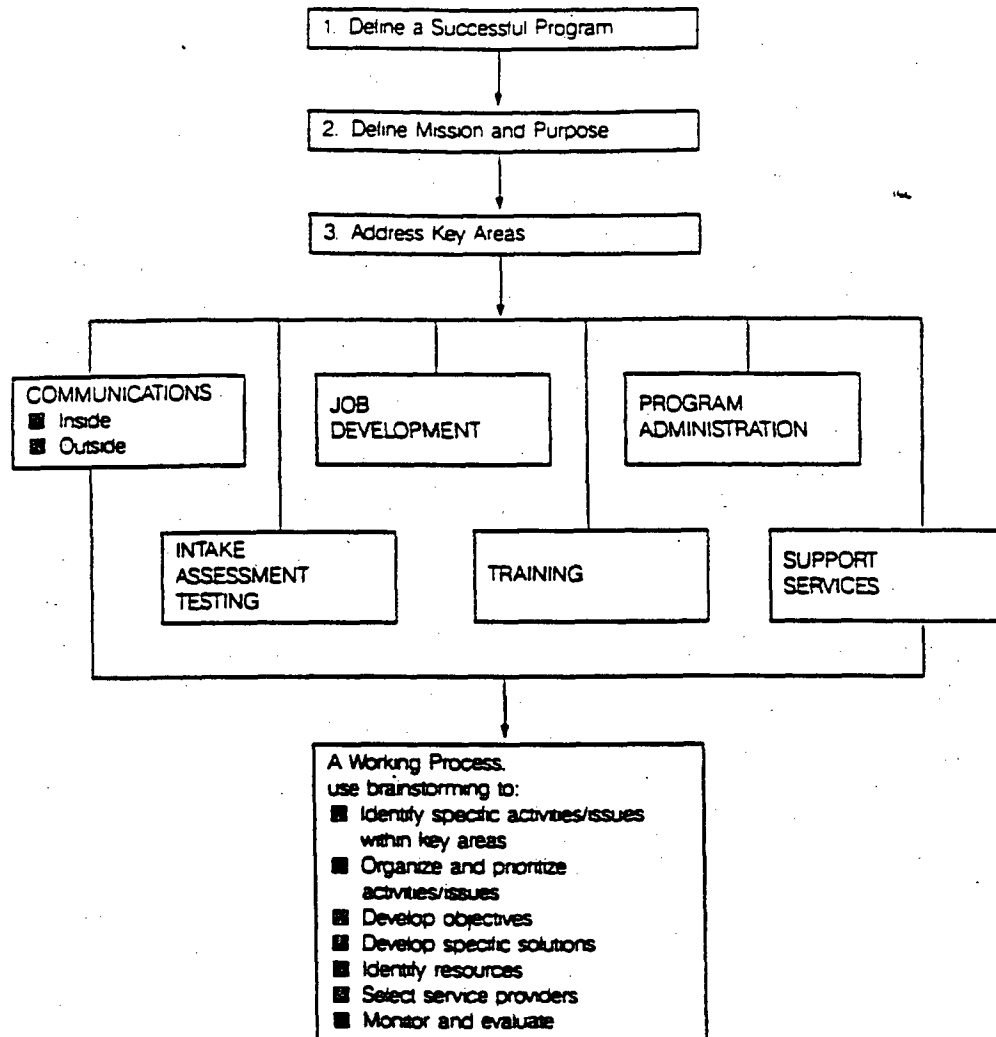 1. Define a Successful Program
2. Define Mission and Purpose
3. Address Key Areas
COMMUNICATIONS
■ Inside
■ Outside
JOB
DEVELOPMENT
PROGRAM
ADMINISTRATION
INTAKE
ASSESSMENT
TESTING
TRAINING
SUPPORT
SERVICES
A Working Process.
use brainstorming to:
■ Identify specific activities/issues
within key areas
■ Organize and prioritize
activities/issues
■ Develop objectives
■ Develop specific solutions
■ Identify resources
■ Select service providers
■ Monitor and evaluate